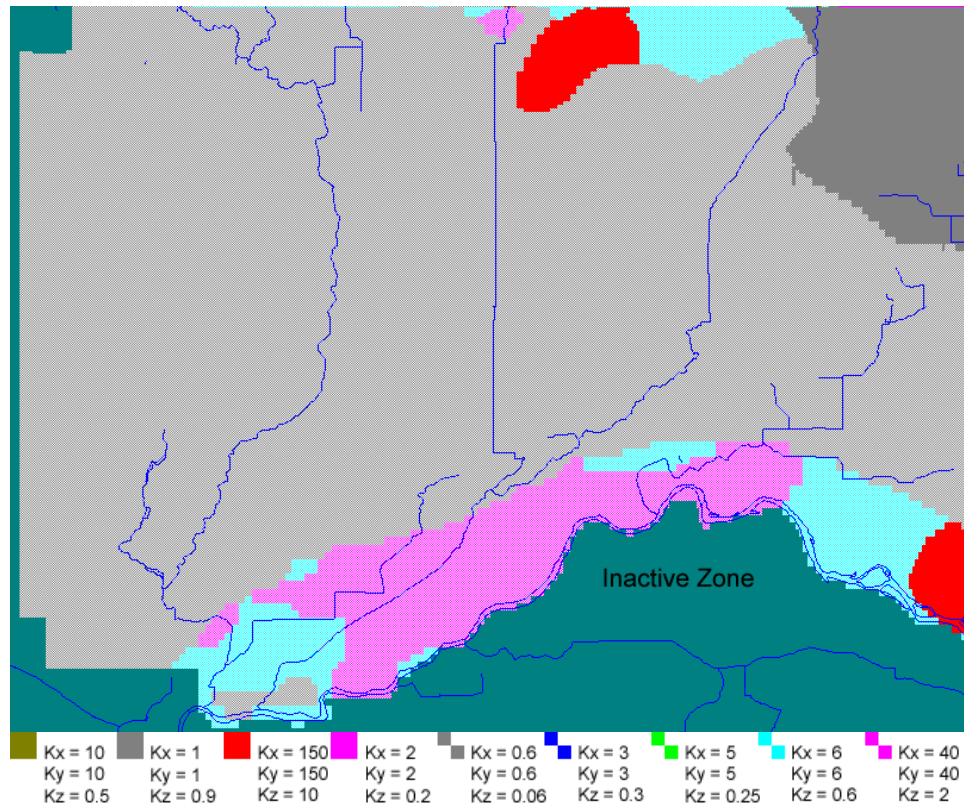 Inactive Zone
Kx = 10 Kx = 1 Kx = 150 Kx = 2 Kx = 0.6 Kx = 3 Kx = 5 Kx = 6 Kx = 40
Ky = 10 Ky = 1 Ky = 150 Ky = 2 Ky = 0.6 Ky = 3 Ky = 5 Ky = 6 Ky = 40
Kz = 0.5 Kz = 0.9 Kz = 10 Kz = 0.2 Kz = 0.06 Kz = 0.3 Kz = 0.25 Kz = 0.6 Kz = 2